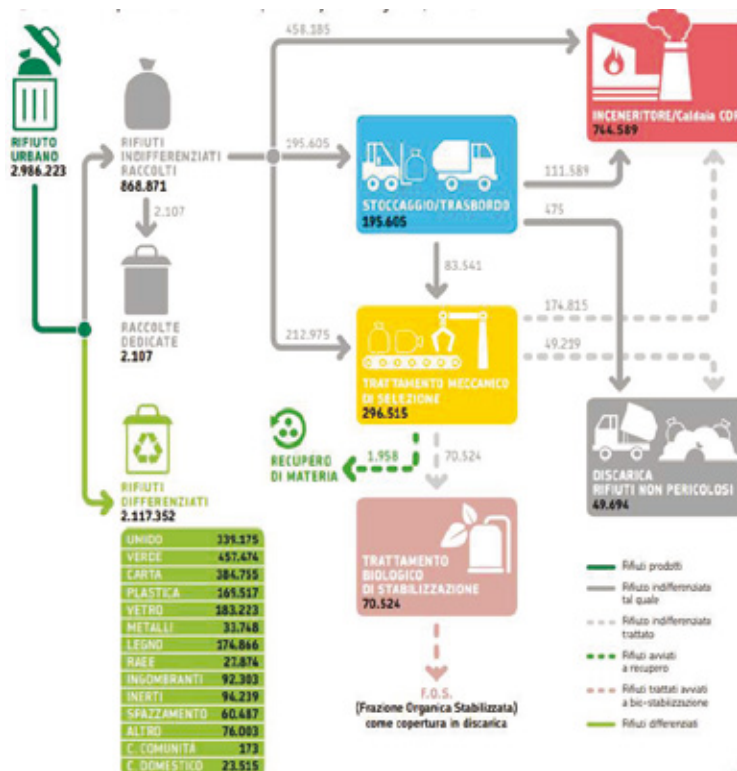 RIFIUTO
URBANO
2.986.223
RIFIUTI
INDIFFERENZIATI
RACCOLTI
868.871
2.107
RACCOLTE
DEDICATE
2.107
RIFIUTI
DIFFERENZIATI
2.117.352
UMIDO 339.175
VERDE 457.474
CARTA 384.755
PLASTICA 169.517
VETRO 183.223
METALLI 33.748
LEGNO 174.866
RAEE 27.874
INGOMBRANTI 92.303
INERTI 94.239
SPAZZAMENTO 60.487
ALTRO 76.003
C. COMUNITÀ 173
C. DOMESTICO 23.515
458.185
195.605
212.975
STOCCAGGIO/TRASBORDO
195.605
111.589
475
83.541
TRATTAMENTO MECCANICO
DI SELEZIONE
296.515
174.815
49.219
RECUPERO
DI MATERIA
1.958
70.524
TRATTAMENTO
BIOLOGICO
DI STABILIZZAZIONE
70.524
F.O.S.
(Frazione Organica Stabilizzata)
come copertura in discarica
INCENERITORE/Caldaia CDR
744.589
DISCARICA
RIFIUTI NON PERICOLOSI
49.694
Rifiuti prodotti
Rifiuto indifferenziato
tal quale
Rifiuto indifferenziato
trattato
Rifiuti avviati
a recupero
Rifiuti trattati avviati
a bio-stabilizzazione
Rifiuti differenziati